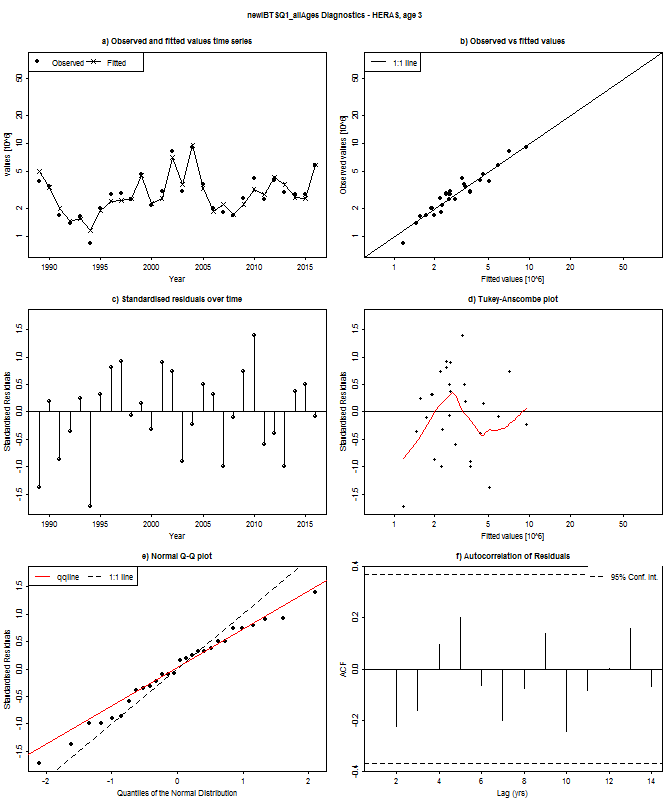 newIBTSQ1_allAges Diagnostics - HERAS, age 3
a) Observed and fitted values time series
Observed Fitted
values [10^6]
1 2 5 10 20 50
1990 1995 2000 2005 2010 2015
Year
b) Observed vs fitted values
1:1 line
Observed values [10^6]
1 2 5 10 20 50
1 2 5 10 20 50
Fitted values [10^6]
c) Standardised residuals over time
Standardised Residuals
-1.5 -1.0 -0.5 0.0 0.5 1.0 1.5
1990 1995 2000 2005 2010 2015
Year
d) Tukey-Anscombe plot
Standardised Residuals
-1.5 -1.0 -0.5 0.0 0.5 1.0 1.5
1 2 5 10 20 50
Fitted values [10^6]
e) Normal Q-Q plot
qqline 1:1 line
Standardised Residuals
-1.5 -1.0 -0.5 0.0 0.5 1.0 1.5
-2 -1 0 1 2
Quantiles of the Normal Distribution
f) Autocorrelation of Residuals
95% Conf. Int.
ACF
-0.4 -0.2 0.0 0.2 0.4
2 4 6 8 10 12 14
Lag (yrs)